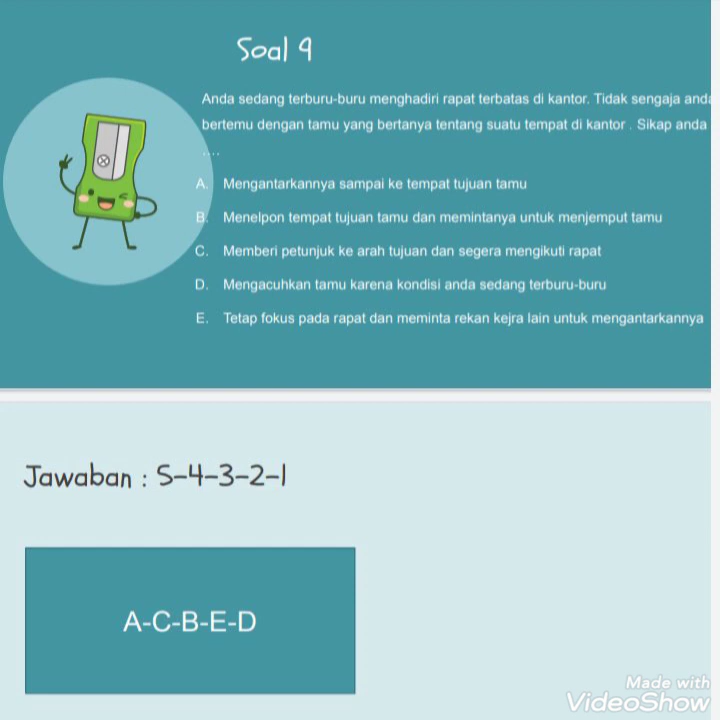 Soal 9
Anda sedang terburu-buru menghadiri rapat terbatas di kantor. Tidak sengaja
bertemu dengan tamu yang bertanya tentang suatu tempat di kantor . Sikap anda
....
A. Mengantarkannya sampai ke tempat tujuan tamu
B. Menelpon tempat tujuan tamu dan memintanya untuk menjemput tamu
C. Memberi petunjuk ke arah tujuan dan segera mengikuti rapat
D. Mengacuhkan tamu karena kondisi anda sedang terburu-buru
E. Tetap fokus pada rapat dan meminta rekan kejra lain untuk mengantarkannya
Jawaban : 5-4-3-2-1
A-C-B-E-D
Made with
VideoShow